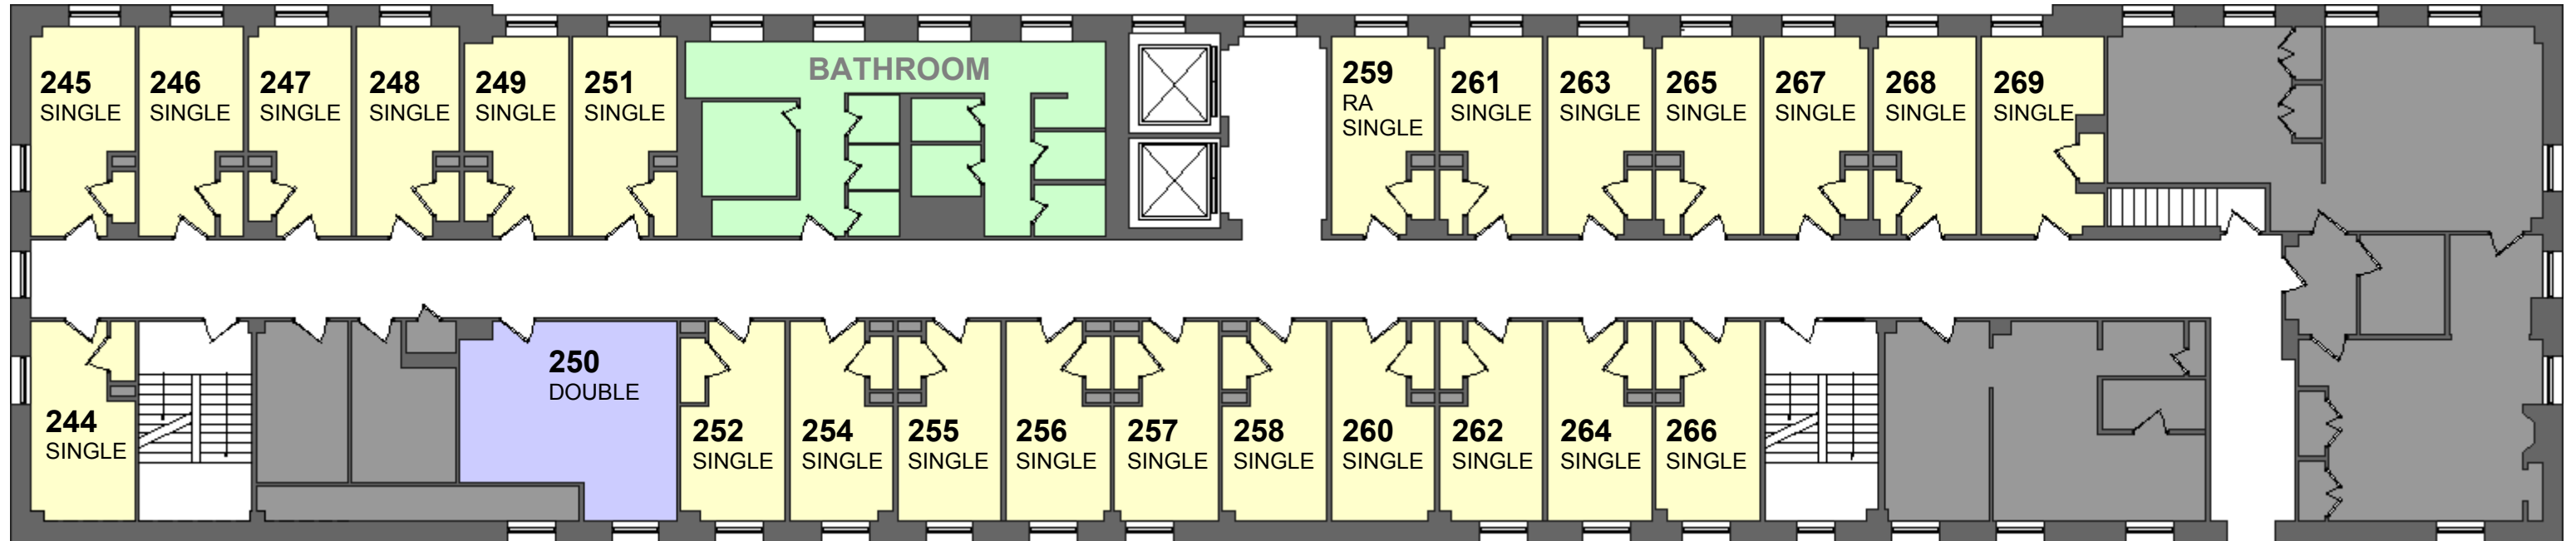 245
SINGLE
246
SINGLE
247
SINGLE
248
SINGLE
249
SINGLE
251
SINGLE
BATHROOM
259
RA
SINGLE
261
SINGLE
263
SINGLE
265
SINGLE
267
SINGLE
268
SINGLE
269
SINGLE
244
SINGLE
250
DOUBLE
252
SINGLE
254
SINGLE
255
SINGLE
256
SINGLE
257
SINGLE
258
SINGLE
260
SINGLE
262
SINGLE
264
SINGLE
266
SINGLE